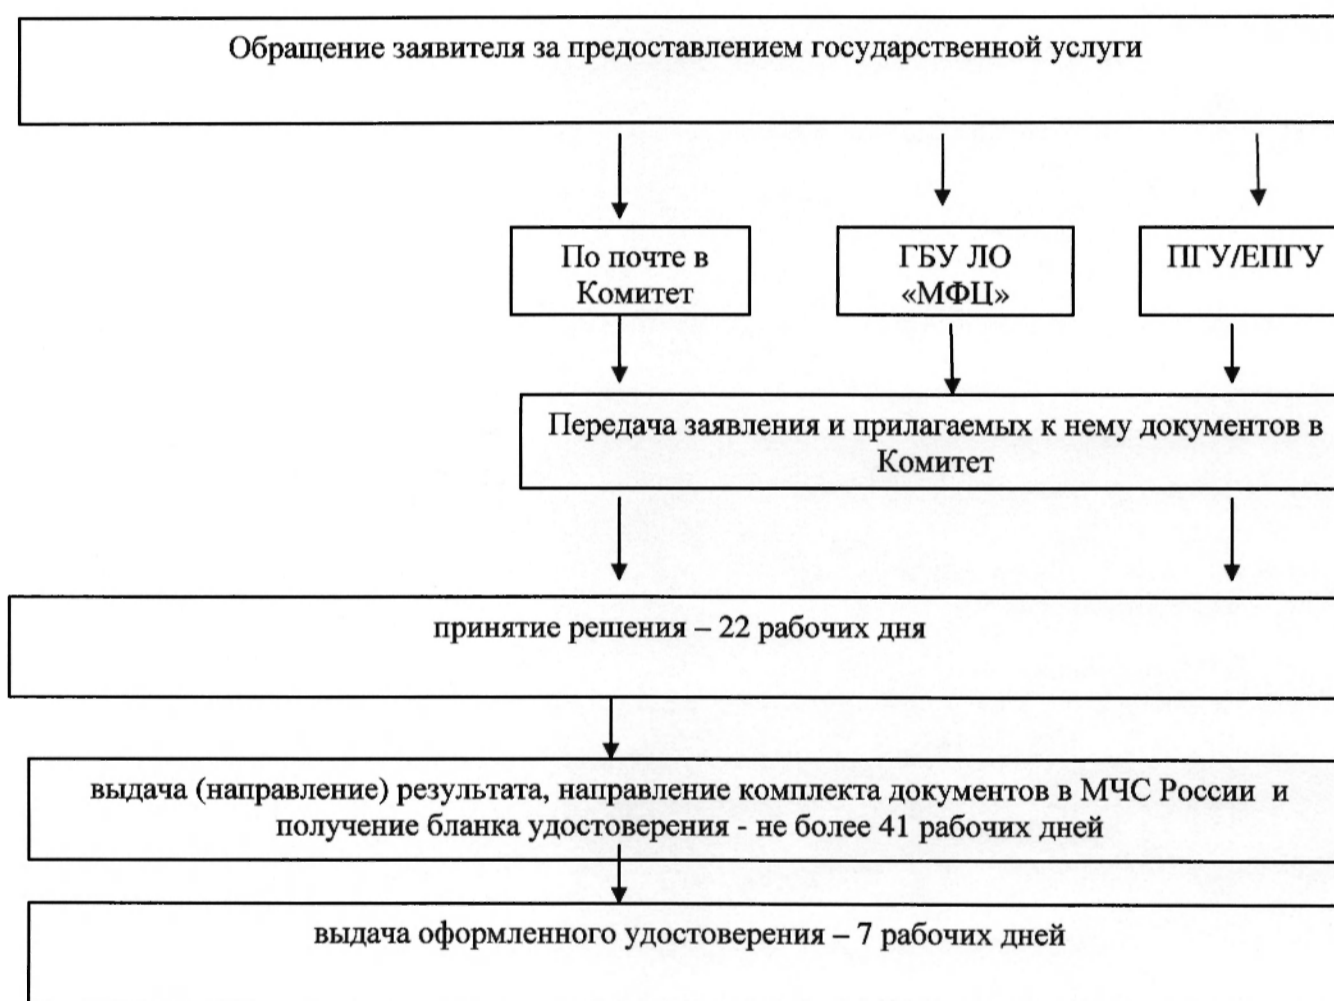 Обращение заявителя за предоставлением государственной услуги
По почте в
Комитет
ГБУ ЛО
«МФЦ»
ПГУ/ЕПГУ
Передача заявления и прилагаемых к нему документов в
Комитет
принятие решения – 22 рабочих дня
выдача (направление) результата, направление комплекта документов в МЧС России и
получение бланка удостоверения - не более 41 рабочих дней
выдача оформленного удостоверения – 7 рабочих дней